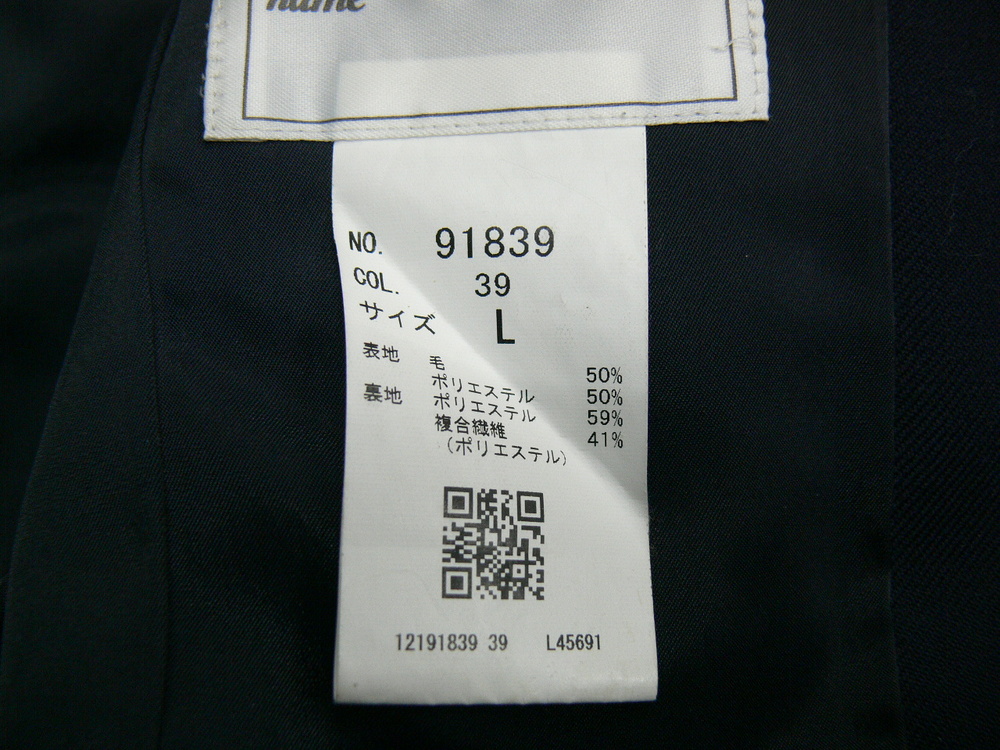 name
NO. 91839
COL. 39
サイズ L
表地 毛 50%
ポリエステル 50%
裏地 ポリエステル 59%
複合繊維 41%
(ポリエステル)
12191839 39 L45691